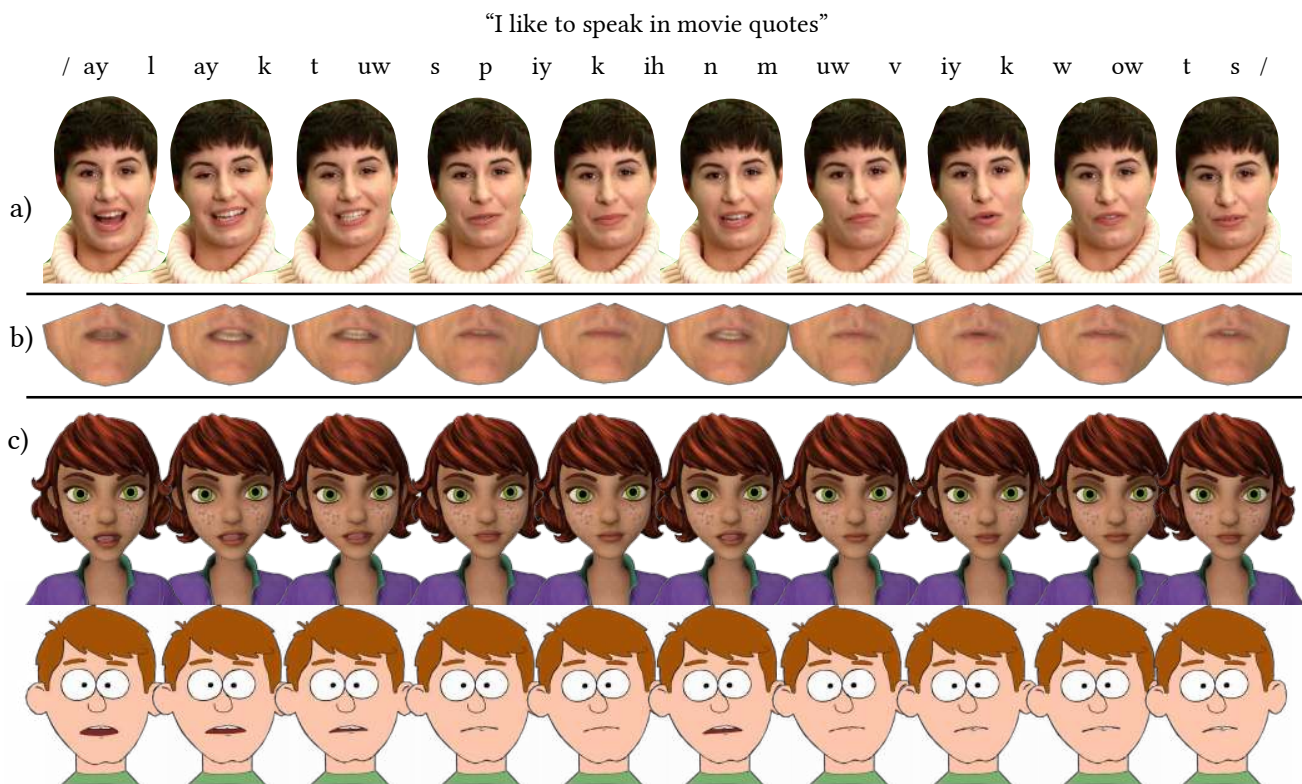 “I like to speak in movie quotes”
/ ay l ay k t uw s p iy k ih n m uw v iy k w ow t s /
a)
b)
c)